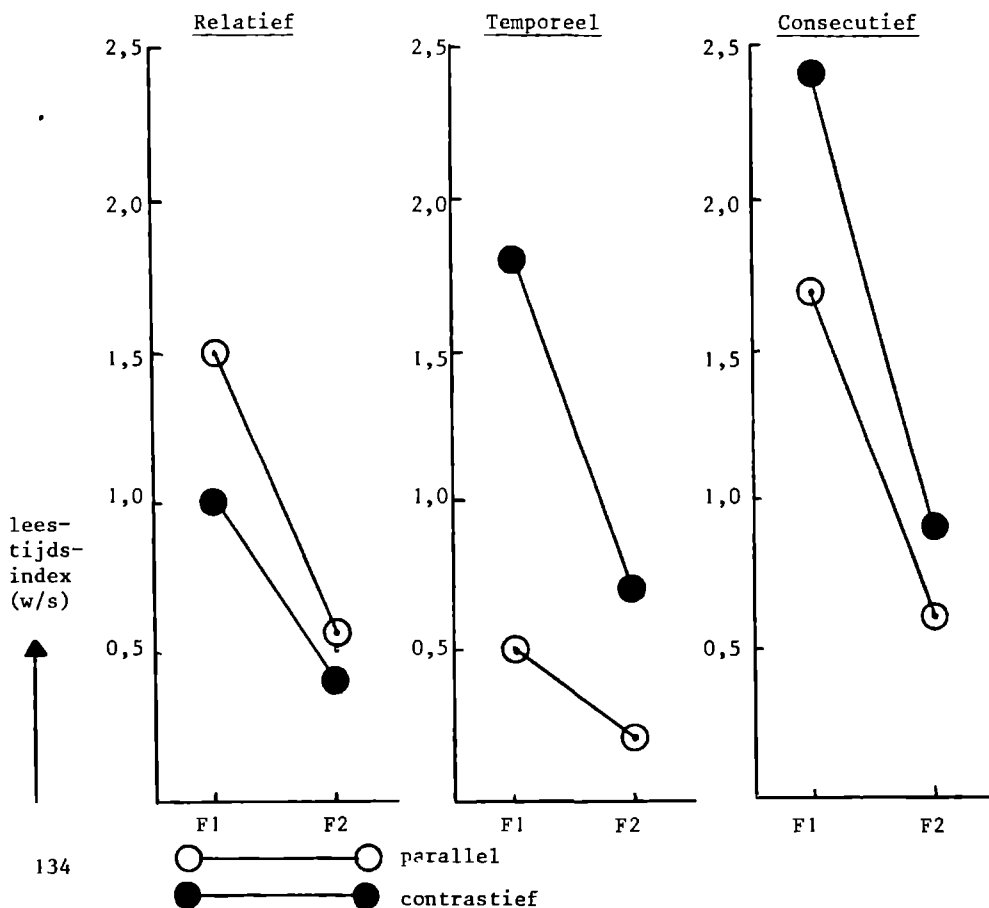 Relatief Temporeel Consecutief
2,5 2,5 2,5
2,0 2,0 2,0
1,5 1,5 1,5
1,0 1,0 1,0
lees-
tijds-
index
(w/s)
0,5 0,5 0,5
F1 F2 F1 F2 F1 F2
134
parallel
contrastief